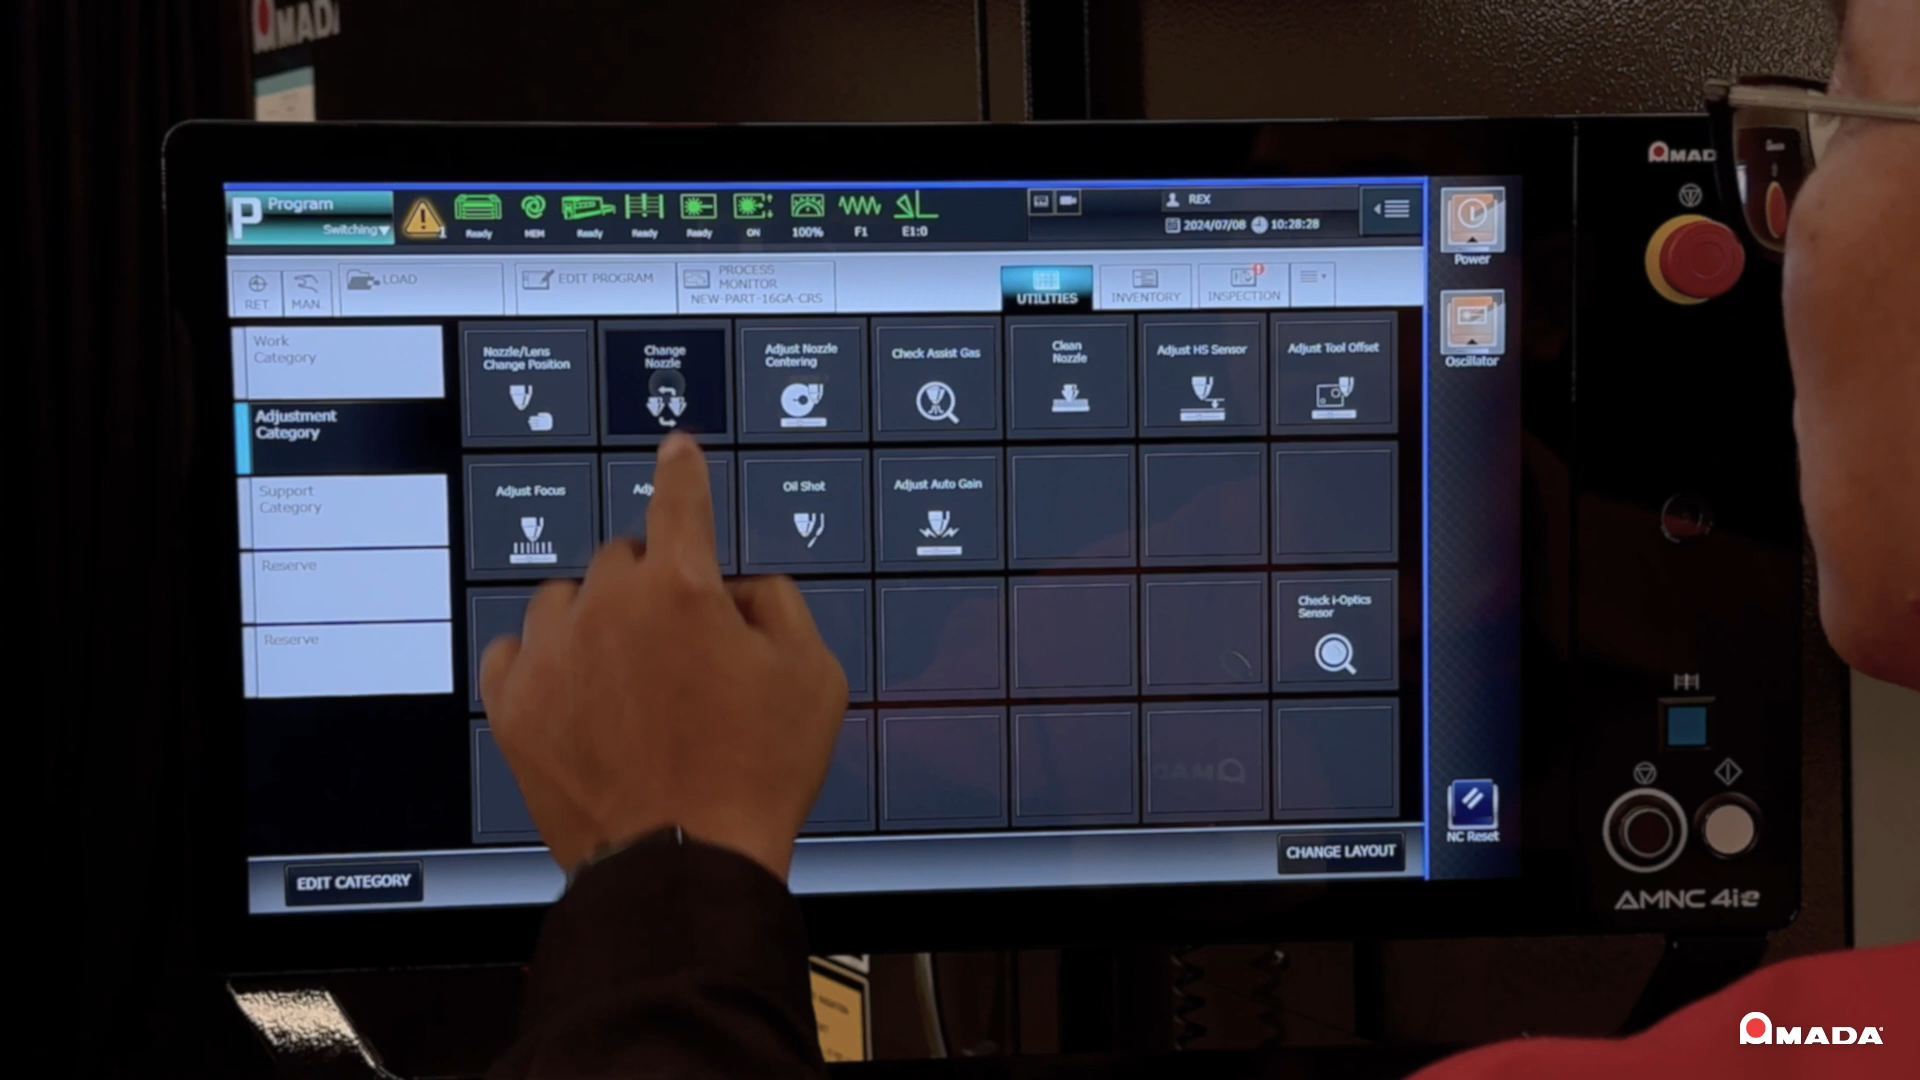 AMADA
AMADA
P Program
Switching
1
Ready
MEM
Ready
Ready
Ready
ON
100%
F1
E1:0
REX
2024/07/08 10:28:28
Power
RET.
MAN.
LOAD
EDIT PROGRAM
PROCESS
MONITOR
NEW-PART-16GA-CRS
UTILITIES
INVENTORY
INSPECTION
Work
Category
Adjustment
Category
Support
Category
Reserve
Reserve
Nozzle/Lens
Change Position
Change
Nozzle
Adjust Nozzle
Centering
Check Assist Gas
Clean
Nozzle
Adjust HS Sensor
Adjust Tool Offset
Oscillator
Adjust Focus
Oil Shot
Adjust Auto Gain
Check i-Optics
Sensor
NC Reset
EDIT CATEGORY
CHANGE LAYOUT
AMNC 4ie
AMADA